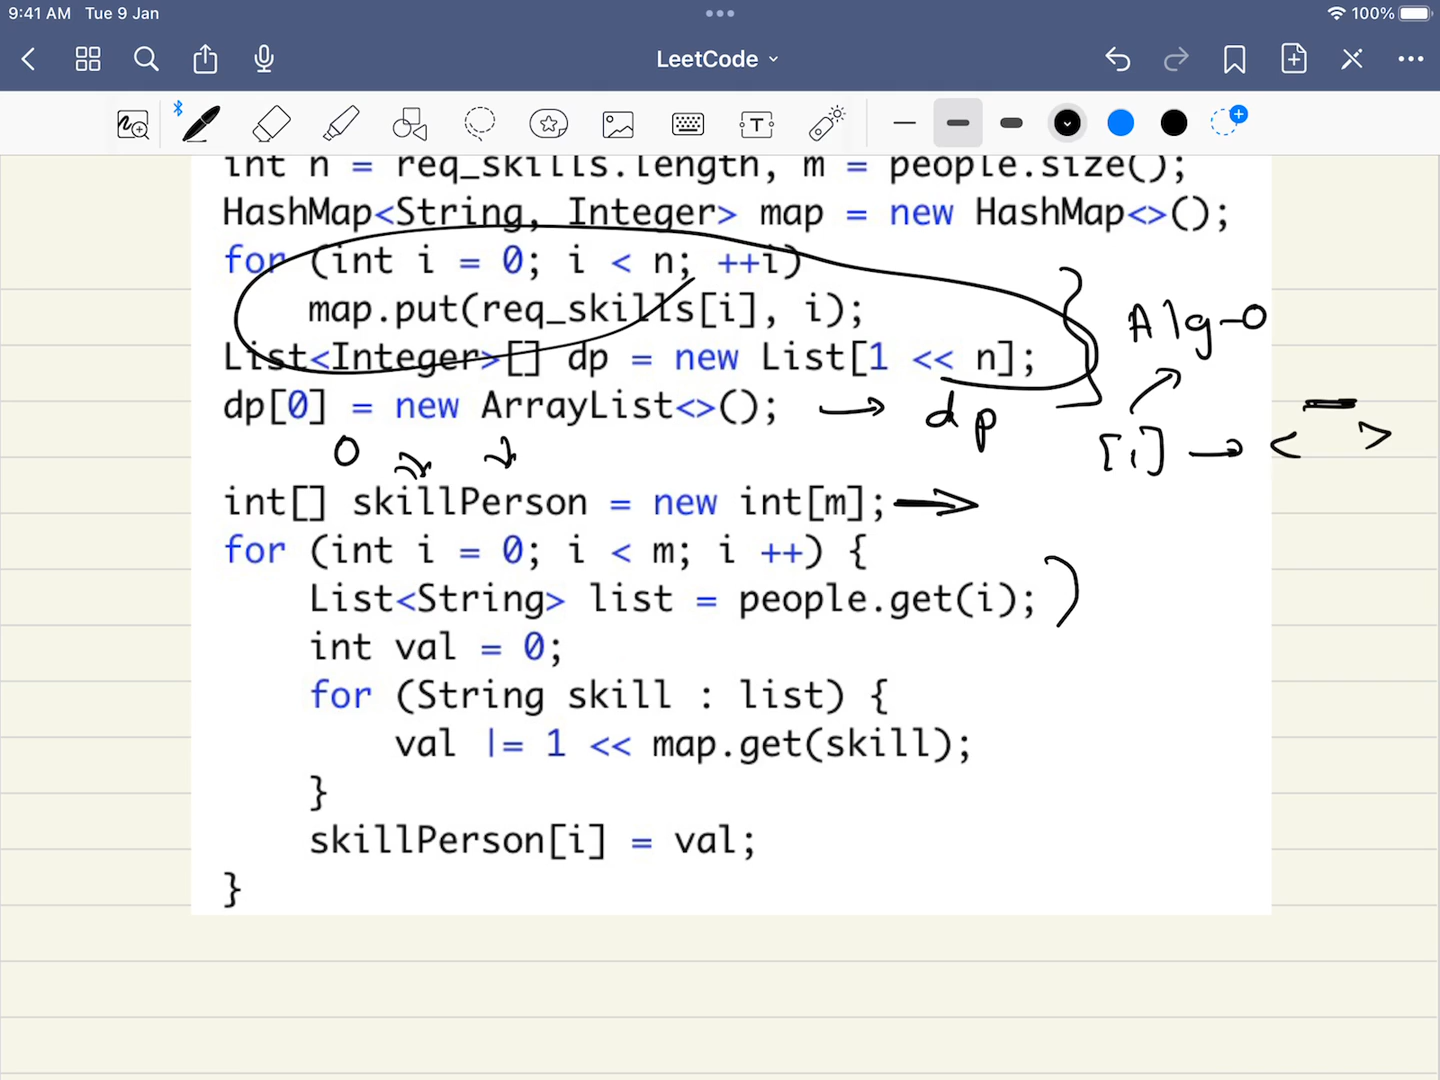 9:41 AM Tue 9 Jan
100%
LeetCode
int n = req_skills.length, m = people.size();
HashMap<String, Integer> map = new HashMap<>();
for (int i = 0; i < n; ++i)
map.put(req_skills[i], i);
Algo
List<Integer>[] dp = new List[1 << n];
dp[0] = new ArrayList<>(); → dp
[i] → < >
0
int[] skillPerson = new int[m];
for (int i = 0; i < m; i ++) {
List<String> list = people.get(i);
int val = 0;
for (String skill : list) {
val |= 1 << map.get(skill);
}
skillPerson[i] = val;
}